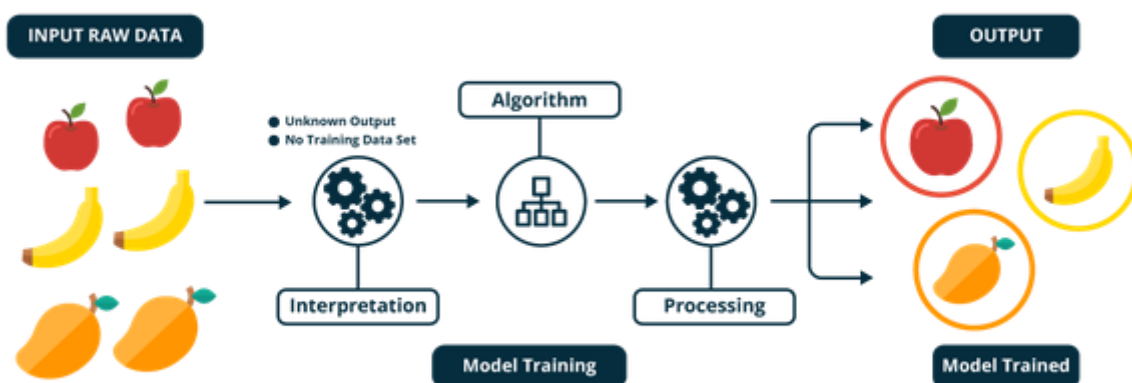 INPUT RAW DATA
OUTPUT
Algorithm
Unknown Output
No Training Data Set
Interpretation
Processing
Model Training
Model Trained